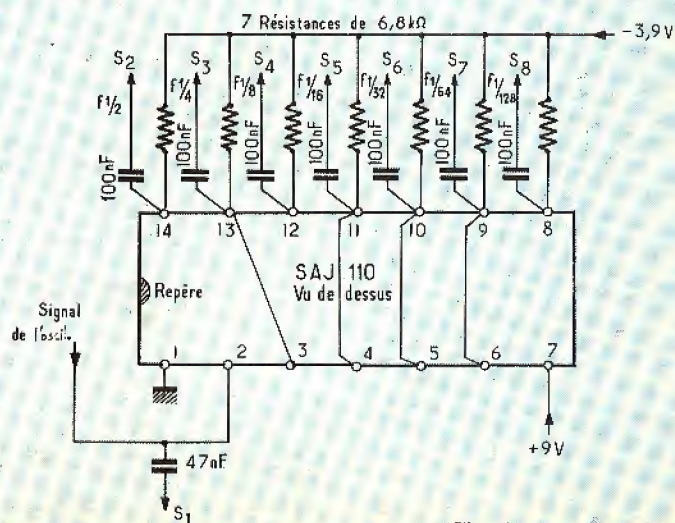 7 Résistances de 6,8kΩ
-3,9V
S2
S3
S4
S5
S6
S7
S8
f1/2
f1/4
f1/8
f1/16
f1/32
f1/64
f1/128
100nF
100nF
100nF
100nF
100nF
100nF
100nF
14
13
12
11
10
9
8
SAJ 110
Vu de dessus
Repère
Signal
de l'oscil.
1
2
3
4
5
6
7
47nF
+9V
S1